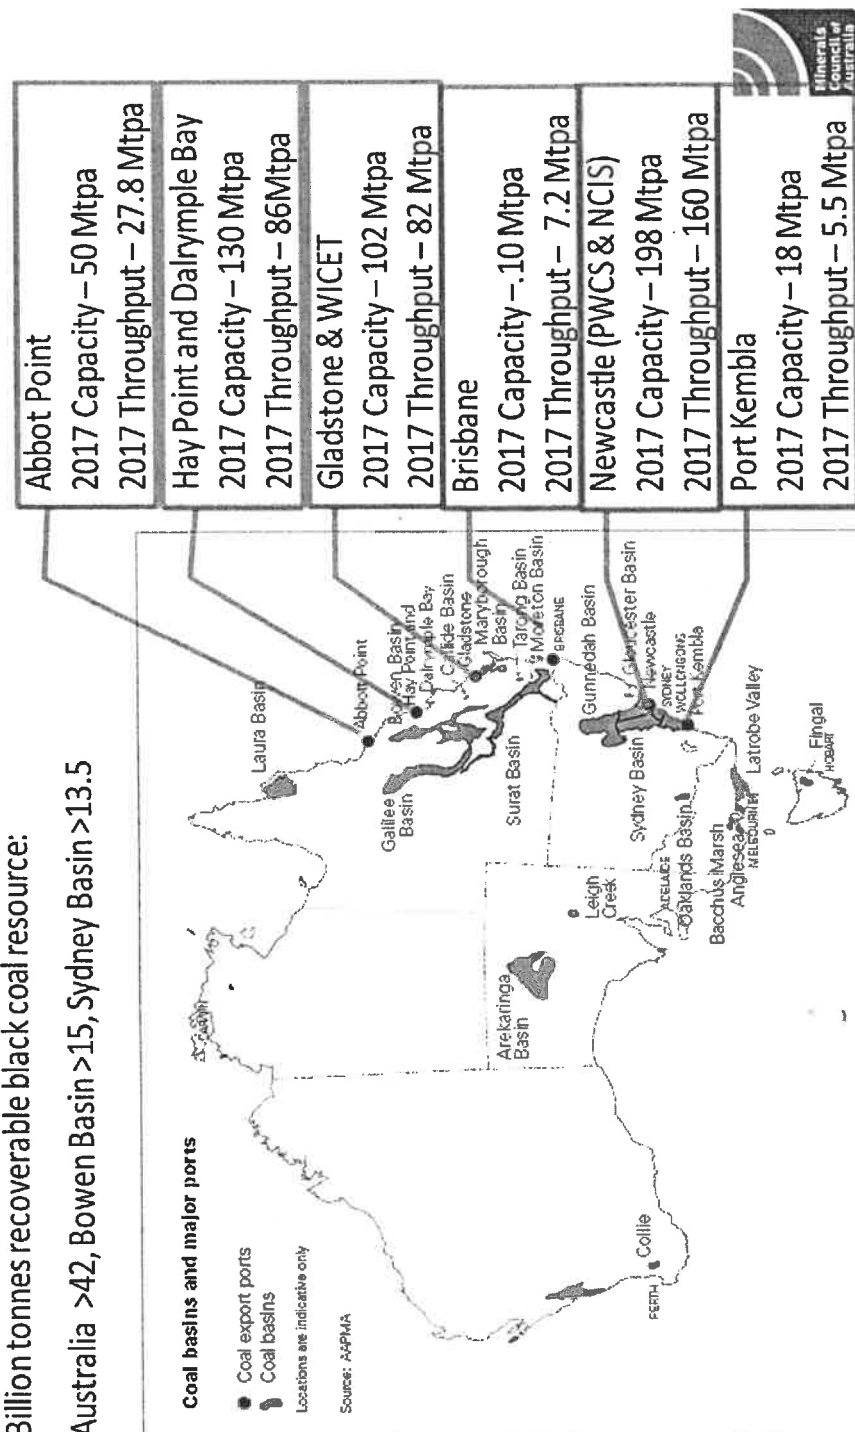 Billion tonnes recoverable black coal resource:
Australia >42, Bowen Basin >15, Sydney Basin >13.5
Abbot Point
2017 Capacity – 50 Mtpa
2017 Throughput – 27.8 Mtpa
Hay Point and Dalrymple Bay
2017 Capacity – 130 Mtpa
2017 Throughput – 86Mtpa
Gladstone & WICET
2017 Capacity – 102 Mtpa
2017 Throughput – 82 Mtpa
Brisbane
2017 Capacity –.10 Mtpa
2017 Throughput – 7.2 Mtpa
Newcastle (PWCS & NCIS)
2017 Capacity – 198 Mtpa
2017 Throughput – 160 Mtpa
Port Kembla
2017 Capacity – 18 Mtpa
2017 Throughput – 5.5 Mtpa
Minerals
Council of
Australia
Coal basins and major ports
Coal export ports
Coal basins
Locations are indicative only
Source: AAPMA
DARWIN
Laura Basin
Abbott Point
Bowen Basin
Hay Point and
Dalrymple Bay
Callide Basin
Gladstone
Maryborough
Basin
Tarong Basin
Moreton Basin
BRISBANE
Galilee
Basin
Surat Basin
Gunnedah Basin
Gloucester Basin
Newcastle
SYDNEY
WOLLONGONG
Port Kembla
Sydney Basin
Arekaringa
Basin
Leigh
Creek
ADELAIDE
Oaklands Basin
Bacchus Marsh
Anglesea
MELBOURNE
Latrobe Valley
Fingal
HOBART
Collie
PERTH